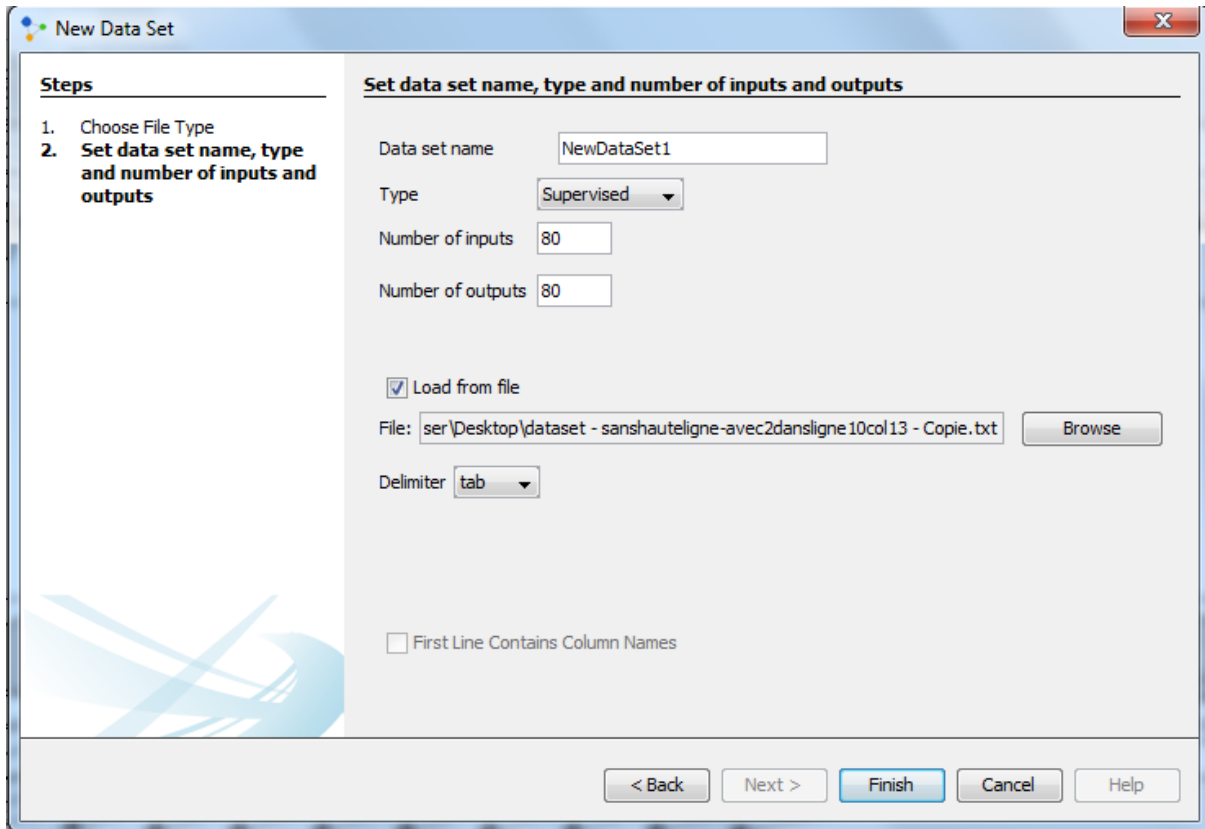 New Data Set
Steps
1. Choose File Type
2. Set data set name, type
and number of inputs and
outputs
Set data set name, type and number of inputs and outputs
Data set name NewDataSet1
Type Supervised
Number of inputs 80
Number of outputs 80
Load from file
File: ser\Desktop\dataset - sanshauteligne-avec2dansligne10col13 - Copie.txt Browse
Delimiter tab
First Line Contains Column Names
< Back Next > Finish Cancel Help